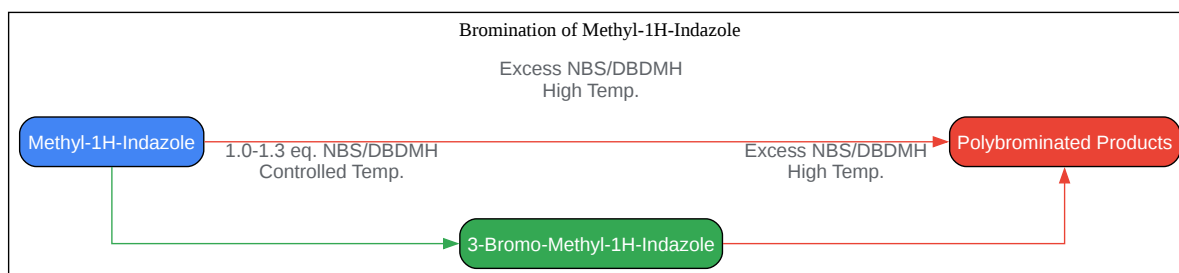 Bromination of Methyl-1H-Indazole
Excess NBS/DBDMH
High Temp.
Methyl-1H-Indazole
1.0-1.3 eq. NBS/DBDMH
Controlled Temp.
Excess NBS/DBDMH
High Temp.
Polybrominated Products
3-Bromo-Methyl-1H-Indazole